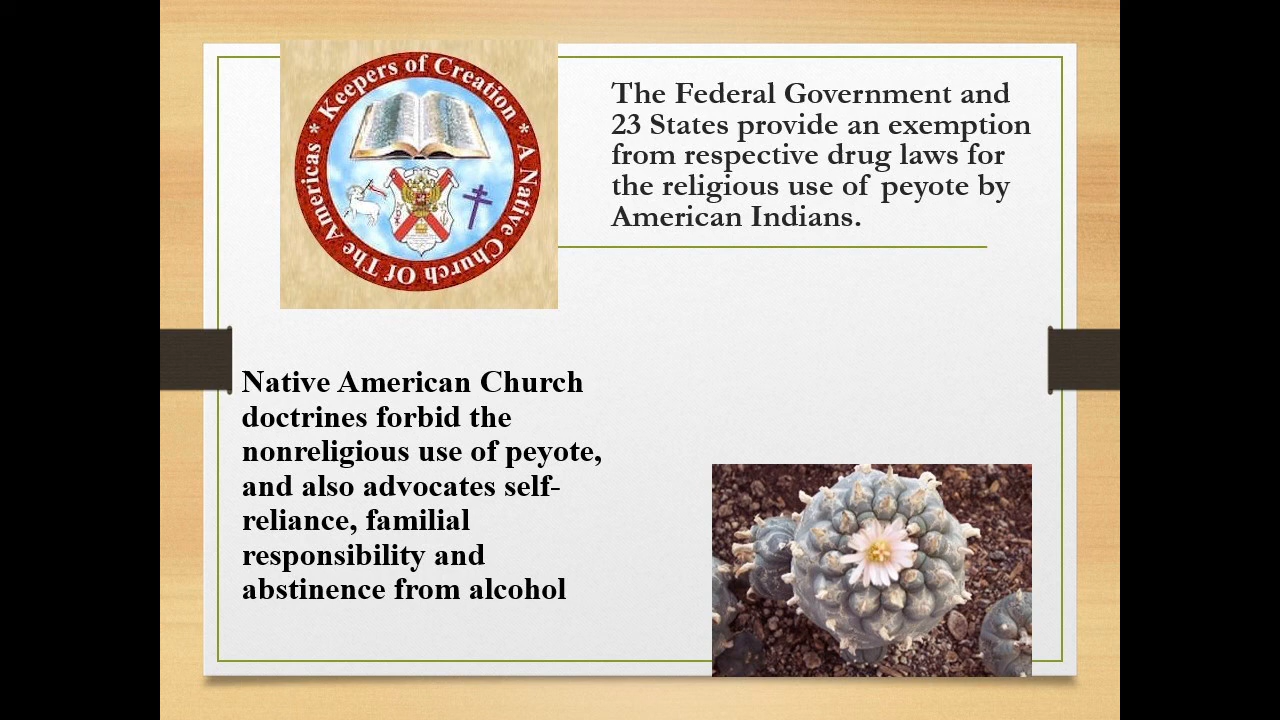 * Keepers of Creation * A Native Church Of The Americas
The Federal Government and
23 States provide an exemption
from respective drug laws for
the religious use of peyote by
American Indians.
Native American Church
doctrines forbid the
nonreligious use of peyote,
and also advocates self-
reliance, familial
responsibility and
abstinence from alcohol